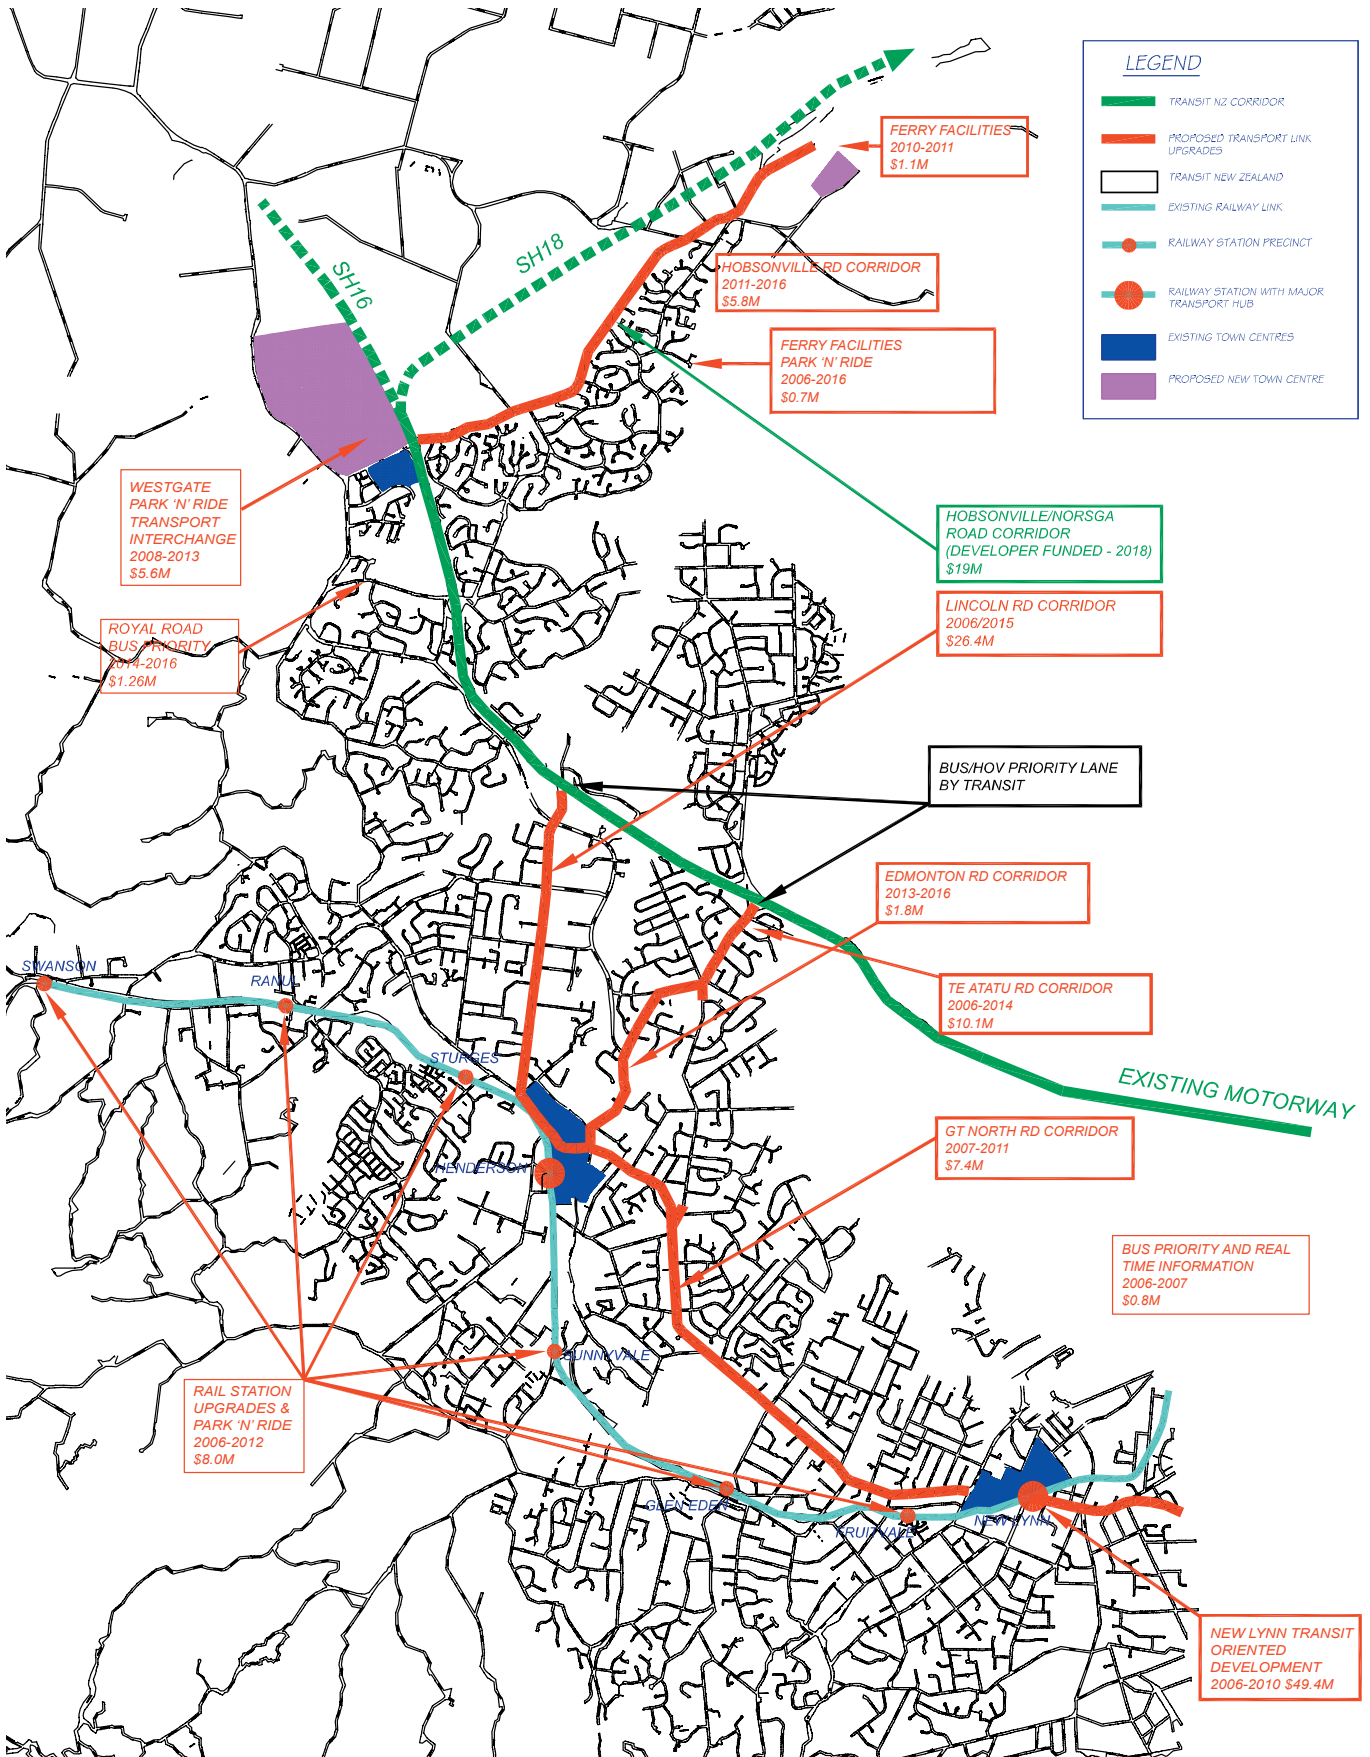 LEGEND
TRANSIT NZ CORRIDOR
PROPOSED TRANSPORT LINK
UPGRADES
TRANSIT NEW ZEALAND
EXISTING RAILWAY LINK
RAILWAY STATION PRECINCT
RAILWAY STATION WITH MAJOR
TRANSPORT HUB
EXISTING TOWN CENTRES
PROPOSED NEW TOWN CENTRE
FERRY FACILITIES
2010-2011
$1.1M
SH16
SH18
HOBSONVILLE RD CORRIDOR
2011-2016
$5.8M
FERRY FACILITIES
PARK 'N' RIDE
2006-2016
$0.7M
WESTGATE
PARK 'N' RIDE
TRANSPORT
INTERCHANGE
2008-2013
$5.6M
HOBSONVILLE/NORSGA
ROAD CORRIDOR
(DEVELOPER FUNDED - 2018)
$19M
LINCOLN RD CORRIDOR
2006/2015
$26.4M
ROYAL ROAD
BUS PRIORITY
2014-2016
$1.26M
BUS/HOV PRIORITY LANE
BY TRANSIT
EDMONTON RD CORRIDOR
2013-2016
$1.8M
SWANSON
RANUI
TE ATATU RD CORRIDOR
2006-2014
$10.1M
STURGES
EXISTING MOTORWAY
GT NORTH RD CORRIDOR
2007-2011
$7.4M
HENDERSON
BUS PRIORITY AND REAL
TIME INFORMATION
2006-2007
$0.8M
SUNNYVALE
RAIL STATION
UPGRADES &
PARK 'N' RIDE
2006-2012
$8.0M
GLEN EDEN
FRUITVALE
NEW LYNN
NEW LYNN TRANSIT
ORIENTED
DEVELOPMENT
2006-2010 $49.4M